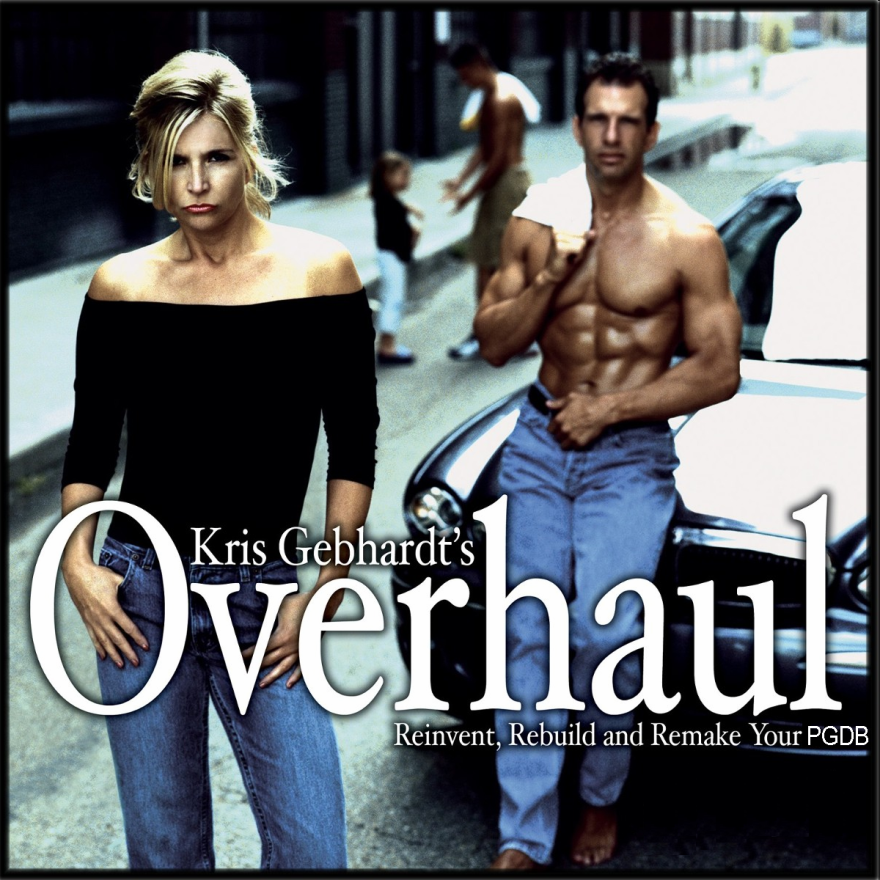 Kris Gebhardt's
Overhaul
Reinvent, Rebuild and Remake Your PGDB